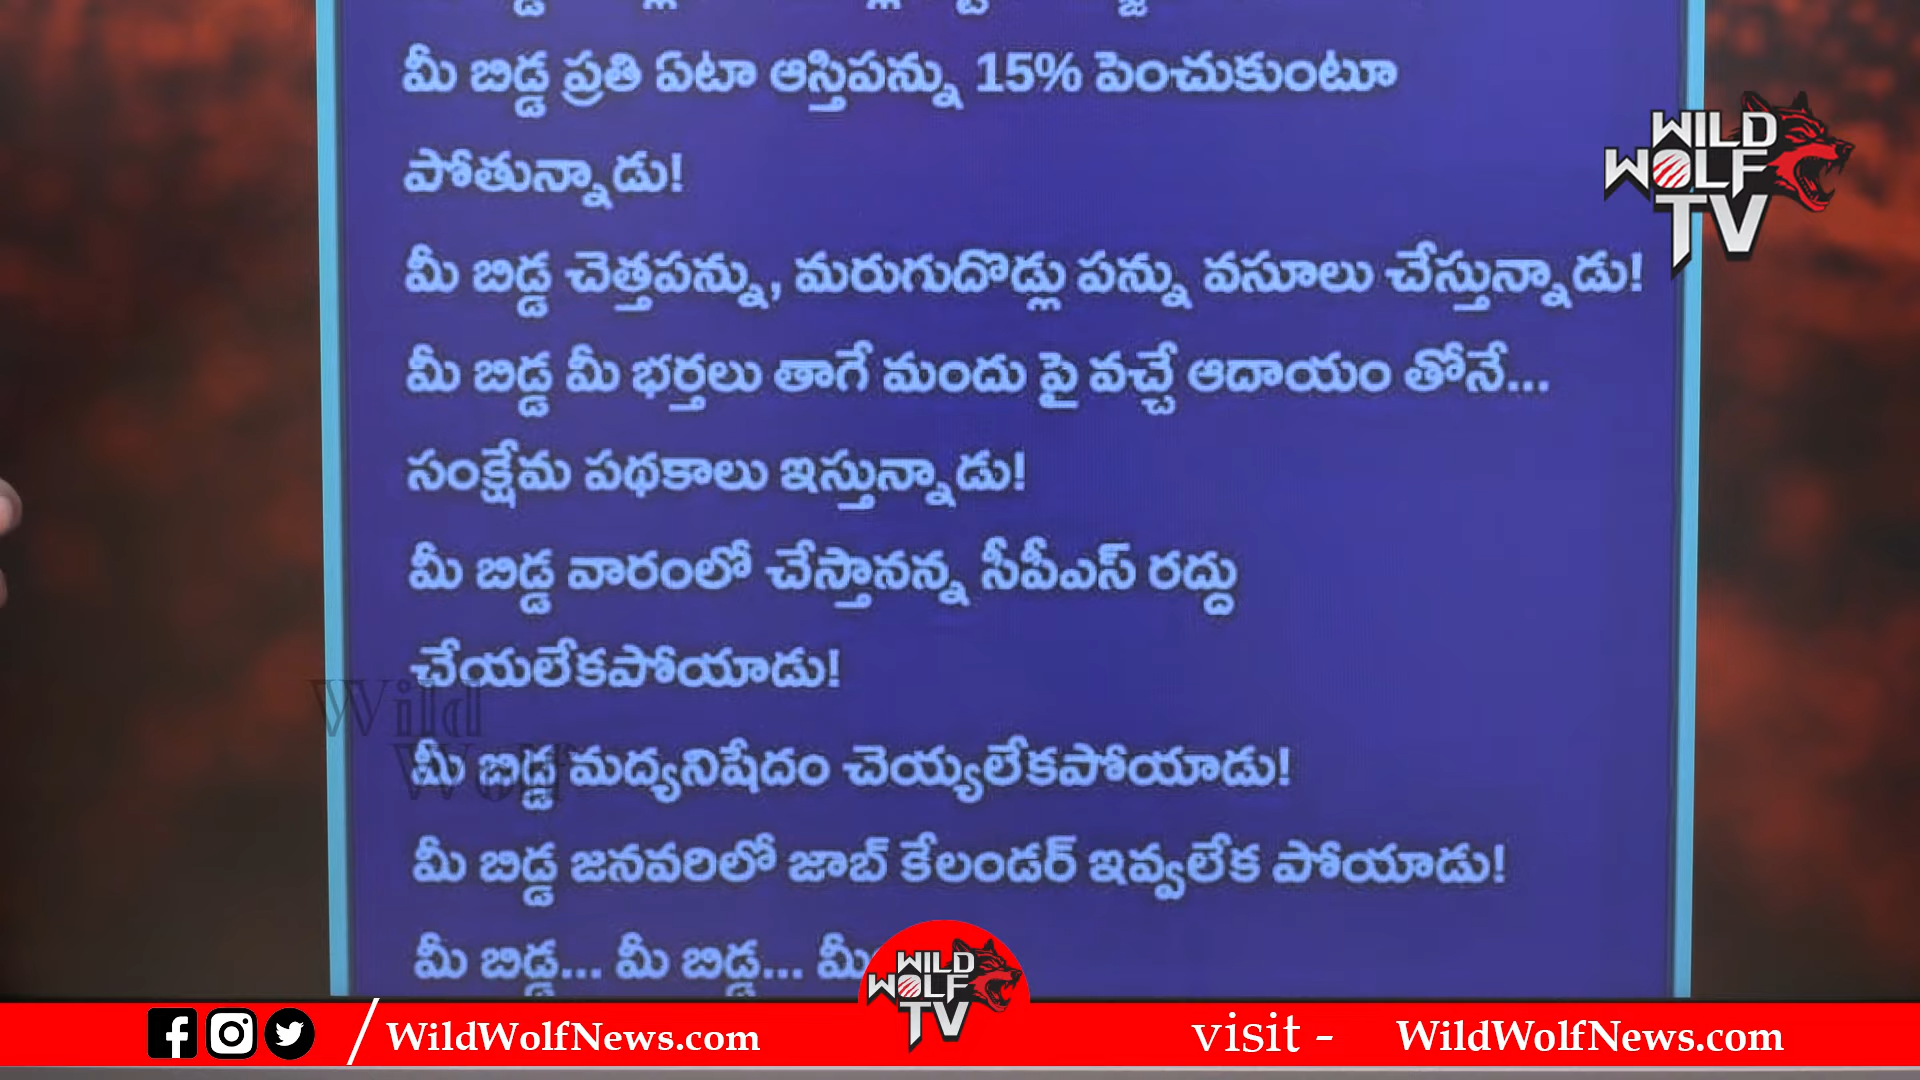 మీ బిడ్డ ప్రతి ఏటా ఆస్తిపన్ను 15% పెంచుకుంటూ
పోతున్నాడు!
WILD
WOLF
TV
మీ బిడ్డ చెత్తపన్ను, మరుగుదొడ్లు పన్ను వసూలు చేస్తున్నాడు!
మీ బిడ్డ మీ భర్తలు తాగే మందు పై వచ్చే ఆదాయం తోనే...
సంక్షేమ పథకాలు ఇస్తున్నాడు!
మీ బిడ్డ వారంలో చేస్తానన్న సీపీఎస్ రద్దు
చేయలేకపోయాడు!
Wild
Wolf
మీ బిడ్డ మద్యనిషేదం చెయ్యలేకపోయాడు!
మీ బిడ్డ జనవరిలో జాబ్ కేలండర్ ఇవ్వలేక పోయాడు!
మీ బిడ్డ... మీ బిడ్డ... మీ
WILD
WOLF
TV
WildWolfNews.com
visit - WildWolfNews.com